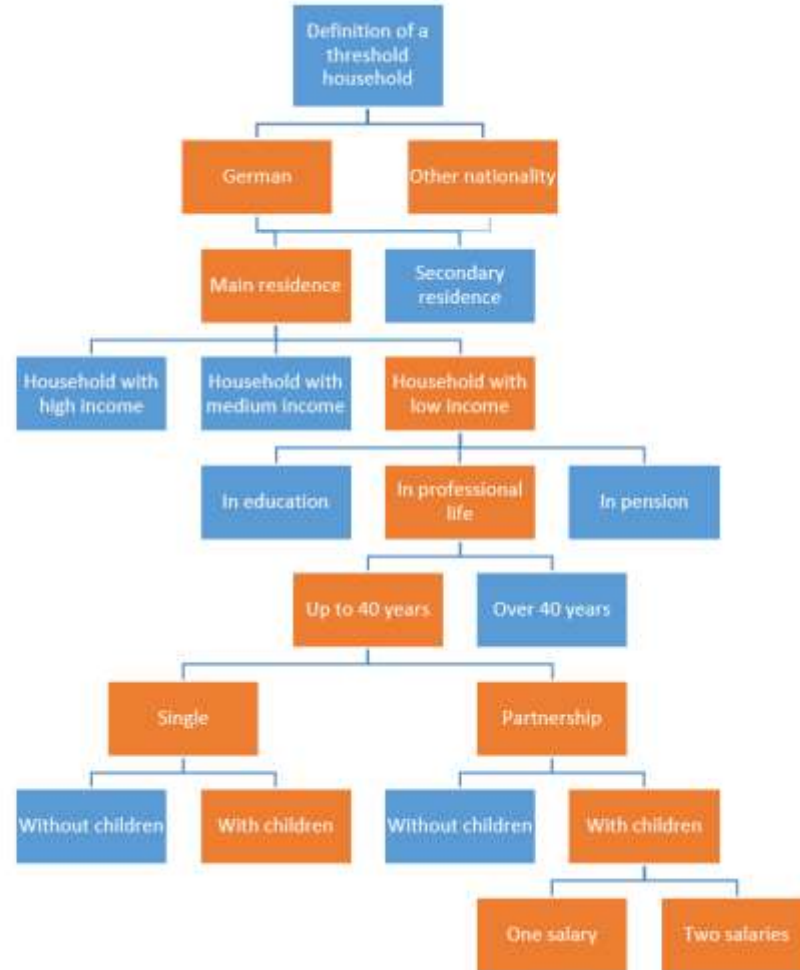 Definition of a
threshold
household
German
Other nationality
Main residence
Secondary
residence
Household with
high income
Household with
medium income
Household with
low income
In education
In professional
life
In pension
Up to 40 years
Over 40 years
Single
Partnership
Without children
With children
Without children
With children
One salary
Two salaries